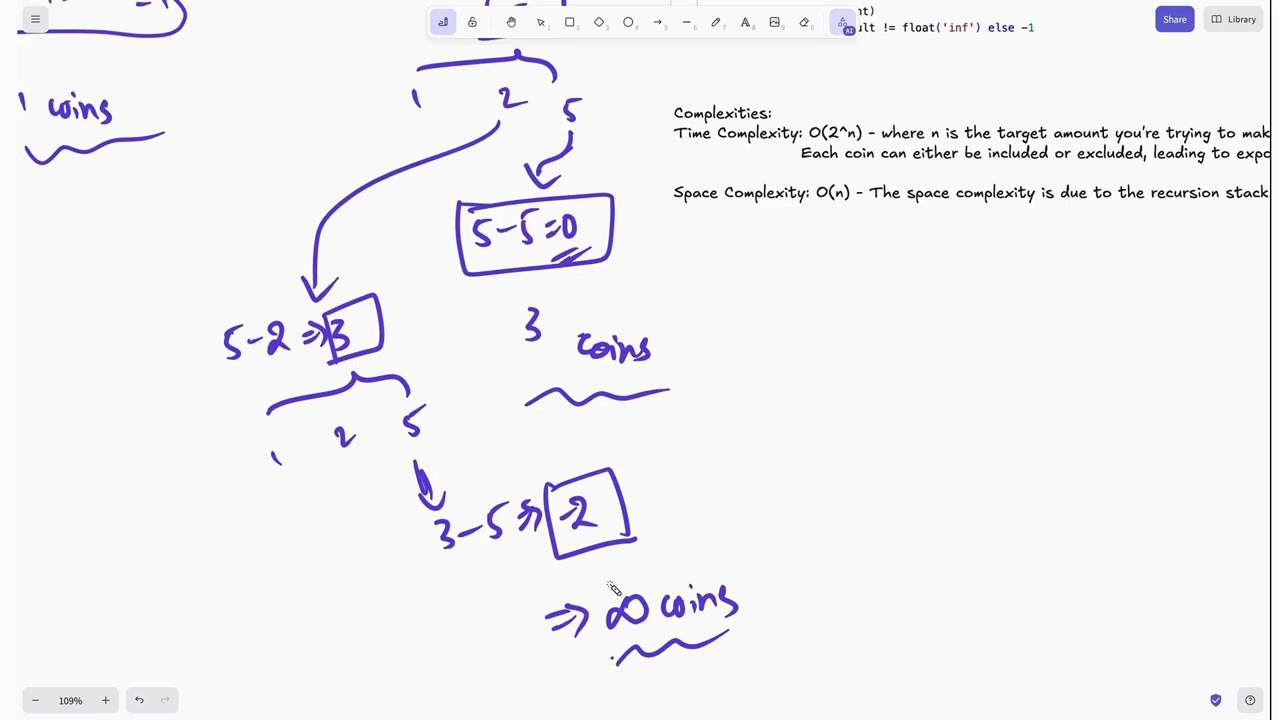 Share
Library
nt)
ult != float('inf') else -1
1 coins
1 2 5
Complexities:
Time Complexity: O(2^n) - where n is the target amount you're trying to mak
Each coin can either be included or excluded, leading to expo
Space Complexity: O(n) - The space complexity is due to the recursion stack
5-5=0
5-2 ⇒ 3
3 coins
1 2 5
3-5 ⇒ -2
⇒ ∞ coins
109%